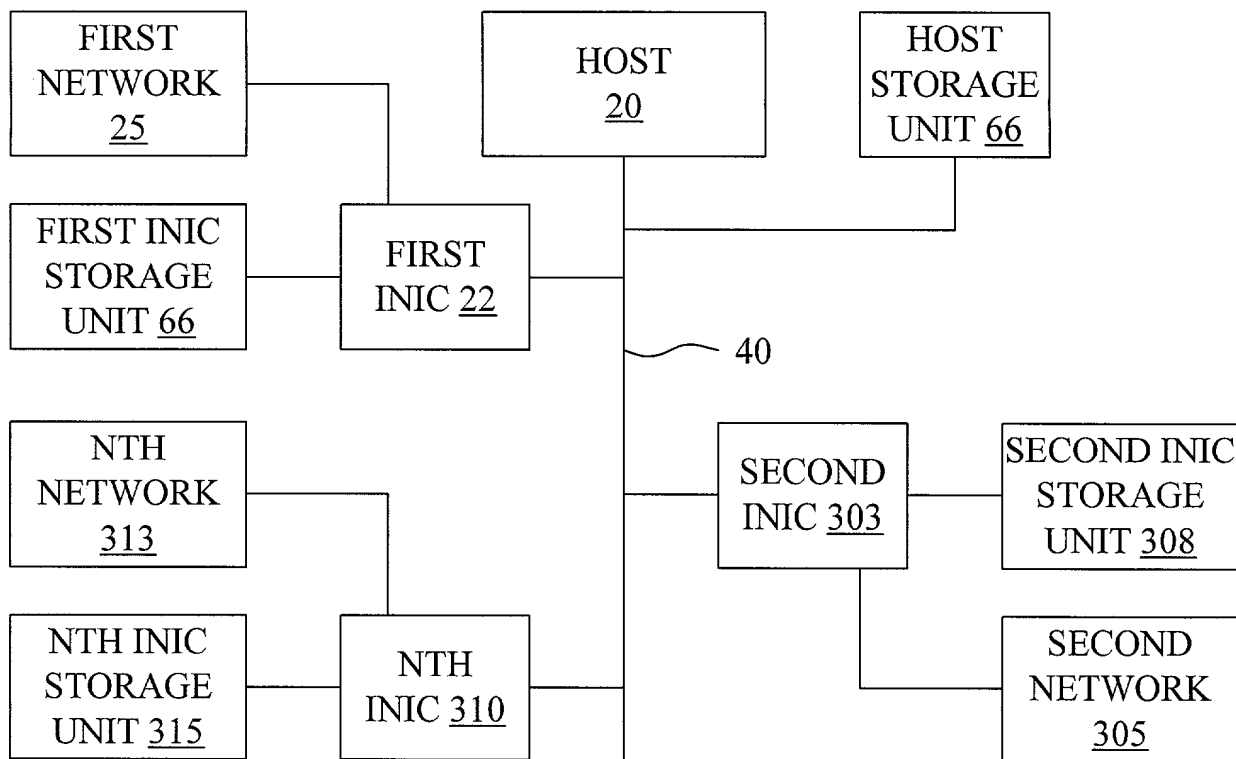 FIRST
NETWORK
25
HOST
20
HOST
STORAGE
UNIT 66
FIRST INIC
STORAGE
UNIT 66
FIRST
INIC 22
40
NTH
NETWORK
313
SECOND
INIC 303
SECOND INIC
STORAGE
UNIT 308
NTH INIC
STORAGE
UNIT 315
NTH
INIC 310
SECOND
NETWORK
305